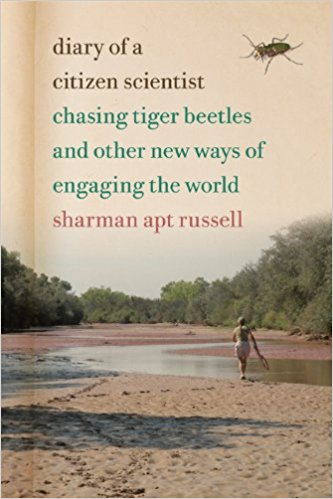 diary of a
citizen scientist
chasing tiger beetles
and other new ways of
engaging the world
sharman apt russell